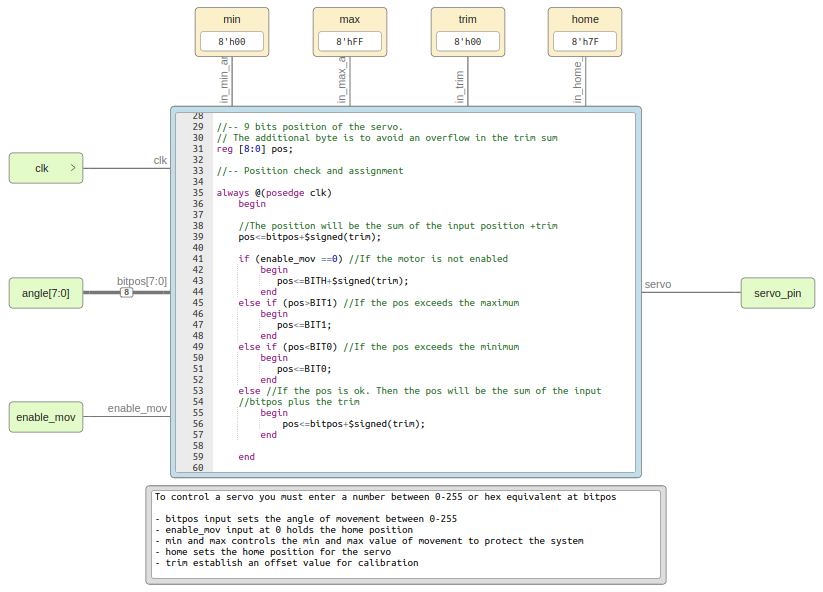 min
max
trim
home
8'h00
8'hFF
8'h00
8'h7F
in_min_a
in_max_a
in_trim
in_home_
clk
clk
angle[7:0]
bitpos[7:0]
8
enable_mov
enable_mov
servo
servo_pin
28
29 //-- 9 bits position of the servo.
30 // The additional byte is to avoid an overflow in the trim sum
31 reg [8:0] pos;
32
33 //-- Position check and assignment
34
35 always @(posedge clk)
36 begin
37
38 //The position will be the sum of the input position +trim
39 pos<=bitpos+$signed(trim);
40
41 if (enable_mov ==0) //If the motor is not enabled
42 begin
43 pos<=BITH+$signed(trim);
44 end
45 else if (pos>BIT1) //If the pos exceeds the maximum
46 begin
47 pos<=BIT1;
48 end
49 else if (pos<BIT0) //If the pos exceeds the minimum
50 begin
51 pos<=BIT0;
52 end
53 else //If the pos is ok. Then the pos will be the sum of the input
54 //bitpos plus the trim
55 begin
56 pos<=bitpos+$signed(trim);
57 end
58
59 end
60
To control a servo you must enter a number between 0-255 or hex equivalent at bitpos
- bitpos input sets the angle of movement between 0-255
- enable_mov input at 0 holds the home position
- min and max controls the min and max value of movement to protect the system
- home sets the home position for the servo
- trim establish an offset value for calibration